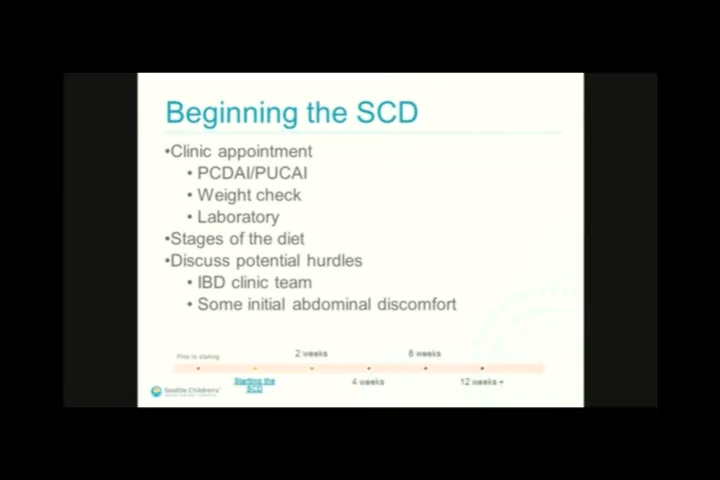 Beginning the SCD
•Clinic appointment
• PCDAI/PUCAI
• Weight check
• Laboratory
•Stages of the diet
•Discuss potential hurdles
• IBD clinic team
• Some initial abdominal discomfort
Prior to starting
2 weeks
8 weeks
Starting the
SCD
4 weeks
12 weeks +
Seattle Children's